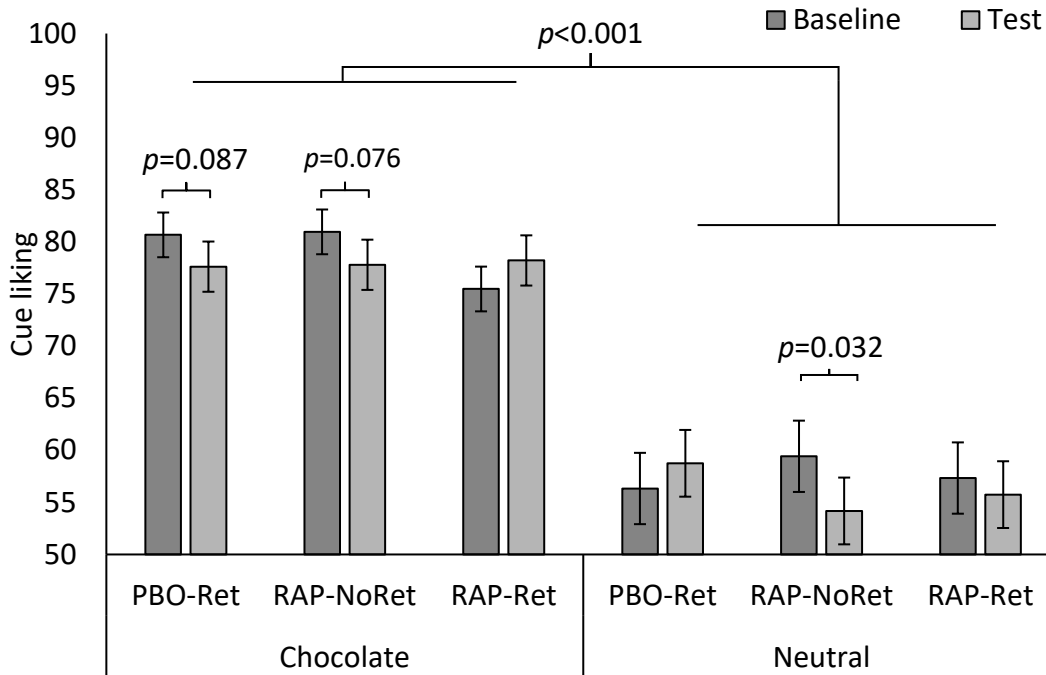 Baseline Test
p<0.001
100
95
90
85
80
75
70
65
60
55
50
Cue liking
p=0.087
p=0.076
p=0.032
PBO-Ret RAP-NoRet RAP-Ret PBO-Ret RAP-NoRet RAP-Ret
Chocolate Neutral